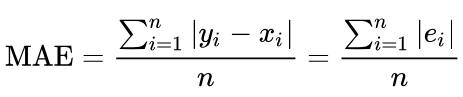 MAE = \frac{\sum_{i=1}^{n} |y_i - x_i|}{n} = \frac{\sum_{i=1}^{n} |e_i|}{n}